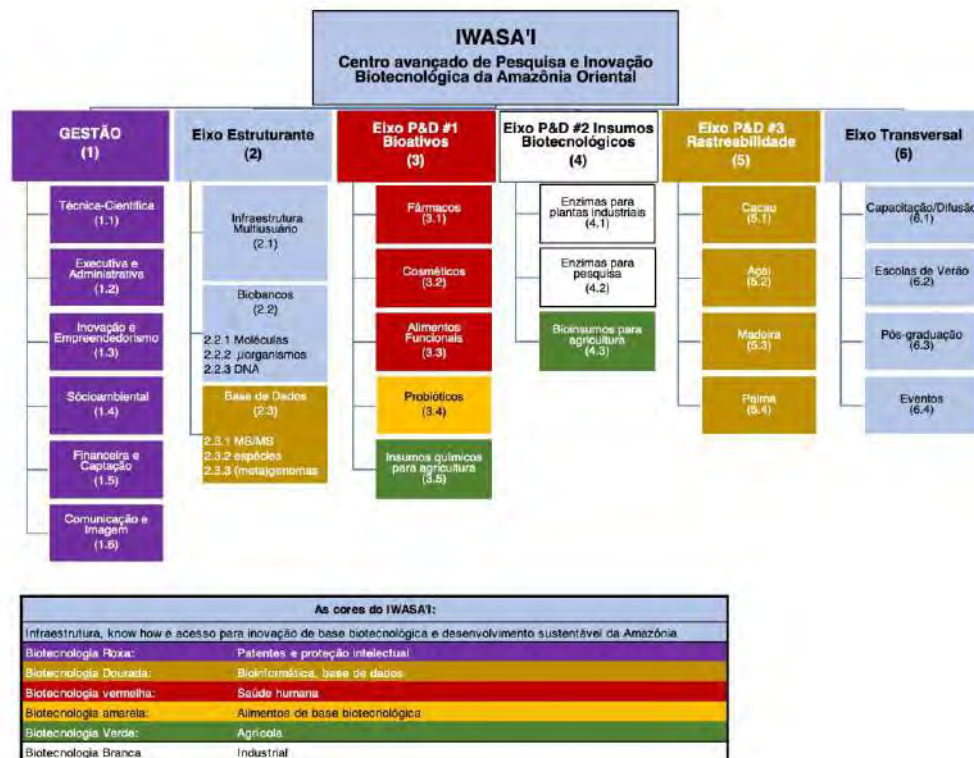 IWASA'I
Centro avançado de Pesquisa e Inovação
Biotecnológica da Amazônia Oriental
GESTÃO
(1)
Técnica-Científica
(1.1)
Executiva e
Administrativa
(1.2)
Inovação e
Empreendedorismo
(1.3)
Sócioambiental
(1.4)
Financeira e
Captação
(1.5)
Comunicação e
Imagem
(1.6)
Eixo Estruturante
(2)
Infraestrutura
Multiusuário
(2.1)
Biobancos
(2.2)
2.2.1 Moléculas
2.2.2 µorganismos
2.2.3 DNA
Base de Dados
(2.3)
2.3.1 MS/MS
2.3.2 espécies
2.3.3 (meta)genomas
Eixo P&D #1
Bioativos
(3)
Fármacos
(3.1)
Cosméticos
(3.2)
Alimentos
Funcionais
(3.3)
Probióticos
(3.4)
Insumos químicos
para agricultura
(3.5)
Eixo P&D #2 Insumos
Biotecnológicos
(4)
Enzimas para
plantas industriais
(4.1)
Enzimas para
pesquisa
(4.2)
Bioinsumos para
agricultura
(4.3)
Eixo P&D #3
Rastreabilidade
(5)
Cacau
(5.1)
Açaí
(5.2)
Madeira
(5.3)
Palma
(5.4)
Eixo Transversal
(6)
Capacitação/Difusão
(6.1)
Escolas de Verão
(6.2)
Pós-graduação
(6.3)
Eventos
(6.4)
As cores do IWASA'I:
Infraestrutura, know how e acesso para inovação de base biotecnológica e desenvolvimento sustentável da Amazônia
Biotecnologia Roxa: Patentes e proteção intelectual
Biotecnologia Dourada: Bioinformática, base de dados
Biotecnologia vermelha: Saúde humana
Biotecnologia amarela: Alimentos de base biotecnológica
Biotecnologia Verde: Agrícola
Biotecnologia Branca Industrial